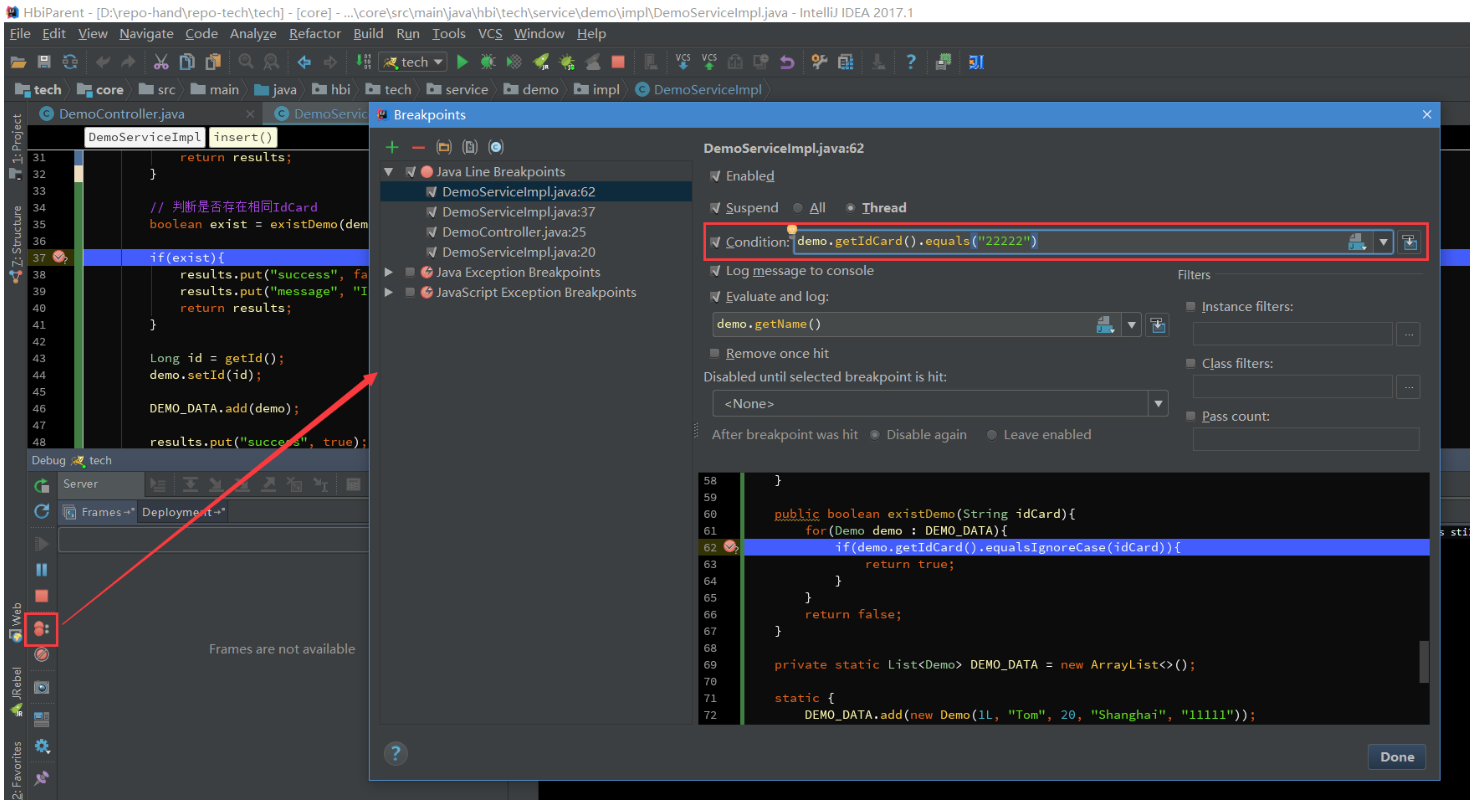 HbiParent - [D:\repo-hand\repo-tech\tech] - [core] - ...\core\src\main\java\hbi\tech\service\demo\impl\DemoServiceImpl.java - IntelliJ IDEA 2017.1
File Edit View Navigate Code Analyze Refactor Build Run Tools VCS Window Help
tech
tech core src main java hbi tech service demo impl DemoServiceImpl
DemoController.java DemoServic
DemoServiceImpl insert()
1: Project
Z: Structure
Web
JRebel
2: Favorites
31 return results;
32 }
33
34 // 判断是否存在相同IdCard
35 boolean exist = existDemo(dem
36
37 if(exist){
38 results.put("success", fa
39 results.put("message", "I
40 return results;
41 }
42
43 Long id = getId();
44 demo.setId(id);
45
46 DEMO_DATA.add(demo);
47
48 results.put("success", true);
Debug tech
Server
Frames→* Deployment→*
Frames are not available
Breakpoints
Java Line Breakpoints
DemoServiceImpl.java:62
DemoServiceImpl.java:37
DemoController.java:25
DemoServiceImpl.java:20
Java Exception Breakpoints
JavaScript Exception Breakpoints
DemoServiceImpl.java:62
Enabled
Suspend All Thread
Condition: demo.getIdCard().equals("22222")
Log message to console
Evaluate and log:
demo.getName()
Remove once hit
Disabled until selected breakpoint is hit:
<None>
After breakpoint was hit Disable again Leave enabled
Filters
Instance filters:
...
Class filters:
...
Pass count:
58 }
59
60 public boolean existDemo(String idCard){
61 for(Demo demo : DEMO_DATA){
62 if(demo.getIdCard().equalsIgnoreCase(idCard)){
63 return true;
64 }
65 }
66 return false;
67 }
68
69 private static List<Demo> DEMO_DATA = new ArrayList<>();
70
71 static {
72 DEMO_DATA.add(new Demo(1L, "Tom", 20, "Shanghai", "11111"));
? Done
s sti